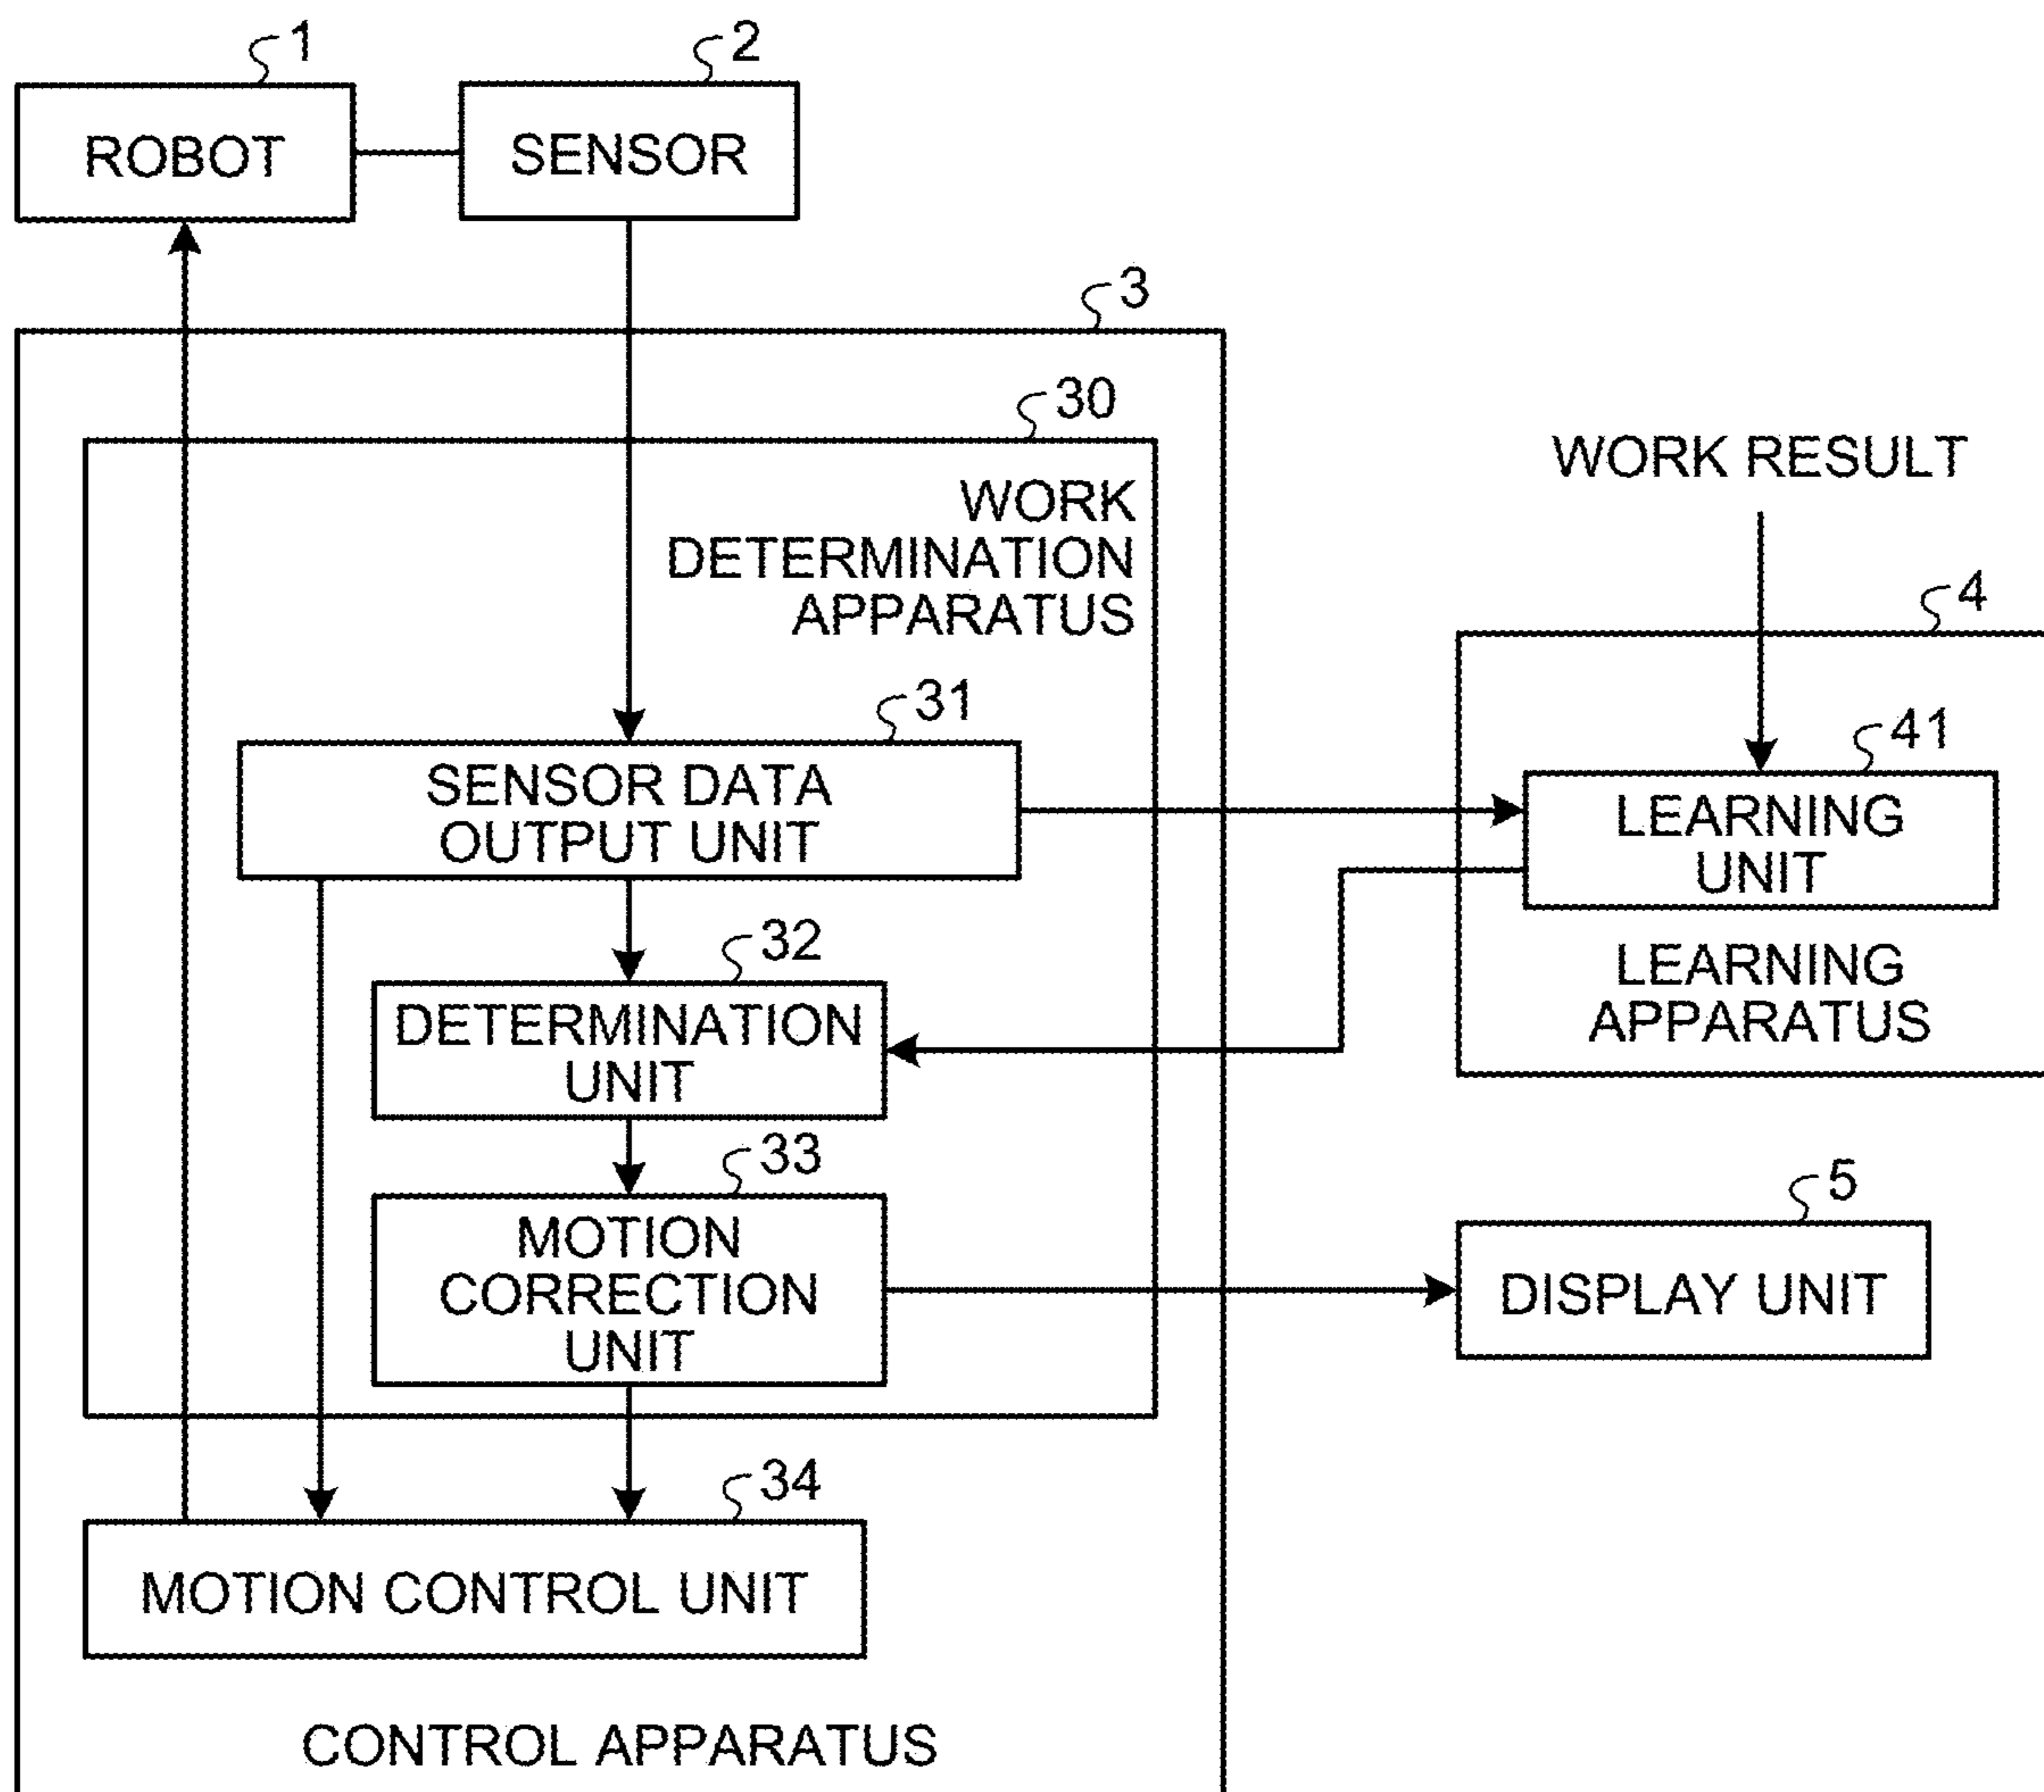 1
2
ROBOT
SENSOR
3
30
WORK
DETERMINATION
APPARATUS
WORK RESULT
4
31
SENSOR DATA
OUTPUT UNIT
41
LEARNING
UNIT
LEARNING
APPARATUS
32
DETERMINATION
UNIT
33
MOTION
CORRECTION
UNIT
5
DISPLAY UNIT
34
MOTION CONTROL UNIT
CONTROL APPARATUS